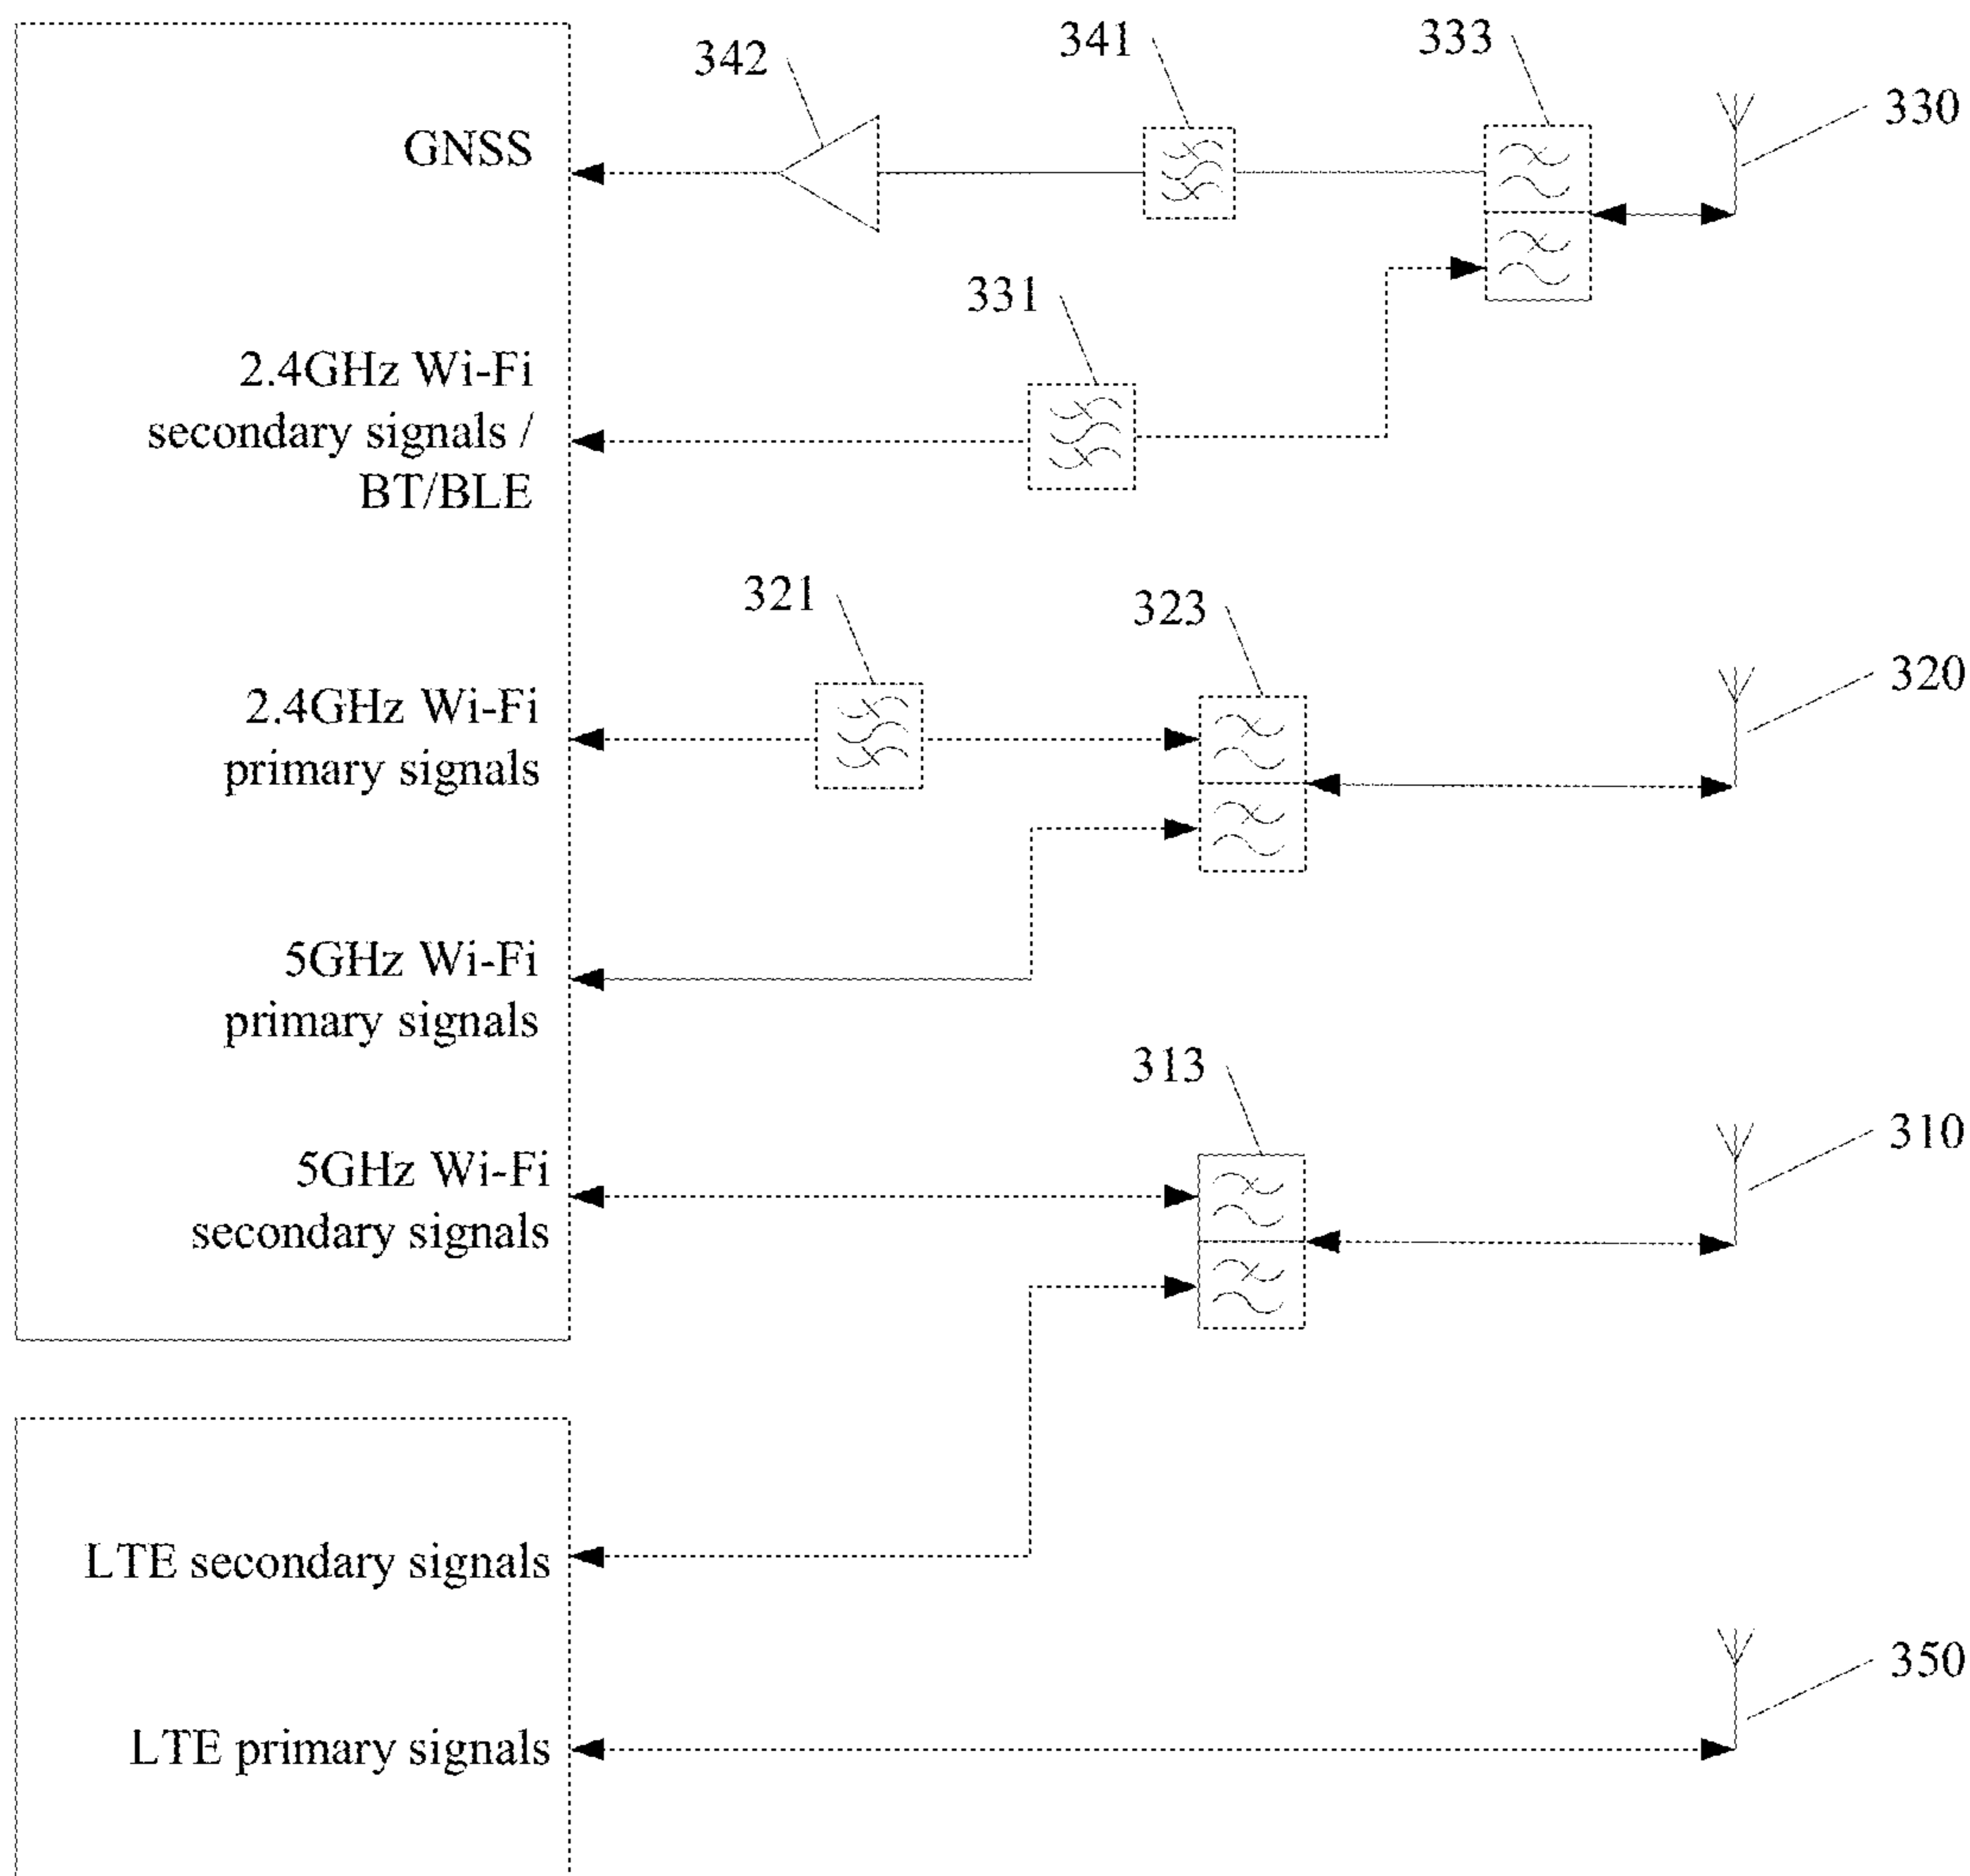 342
341
333
330
GNSS
331
2.4GHz Wi-Fi
secondary signals /
BT/BLE
321
323
320
2.4GHz Wi-Fi
primary signals
5GHz Wi-Fi
primary signals
313
310
5GHz Wi-Fi
secondary signals
LTE secondary signals
350
LTE primary signals